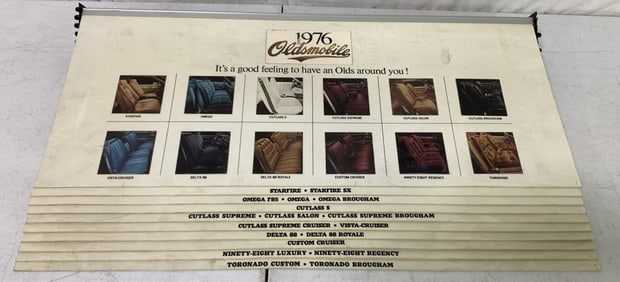 1976
Oldsmobile
It's a good feeling to have an Olds around you!
STARFIRE
OMEGA
CUTLASS S
CUTLASS SUPREME
CUTLASS SALON
CUTLASS BROUGHAM
VISTA-CRUISER
DELTA 88
DELTA 88 ROYALE
CUSTOM CRUISER
NINETY-EIGHT REGENCY
TORONADO
STARFIRE • STARFIRE SX
OMEGA F85 • OMEGA • OMEGA BROUGHAM
CUTLASS S
CUTLASS SUPREME • CUTLASS SALON • CUTLASS SUPREME BROUGHAM
CUTLASS SUPREME CRUISER • VISTA-CRUISER
DELTA 88 • DELTA 88 ROYALE
CUSTOM CRUISER
NINETY-EIGHT LUXURY • NINETY-EIGHT REGENCY
TORONADO CUSTOM • TORONADO BROUGHAM